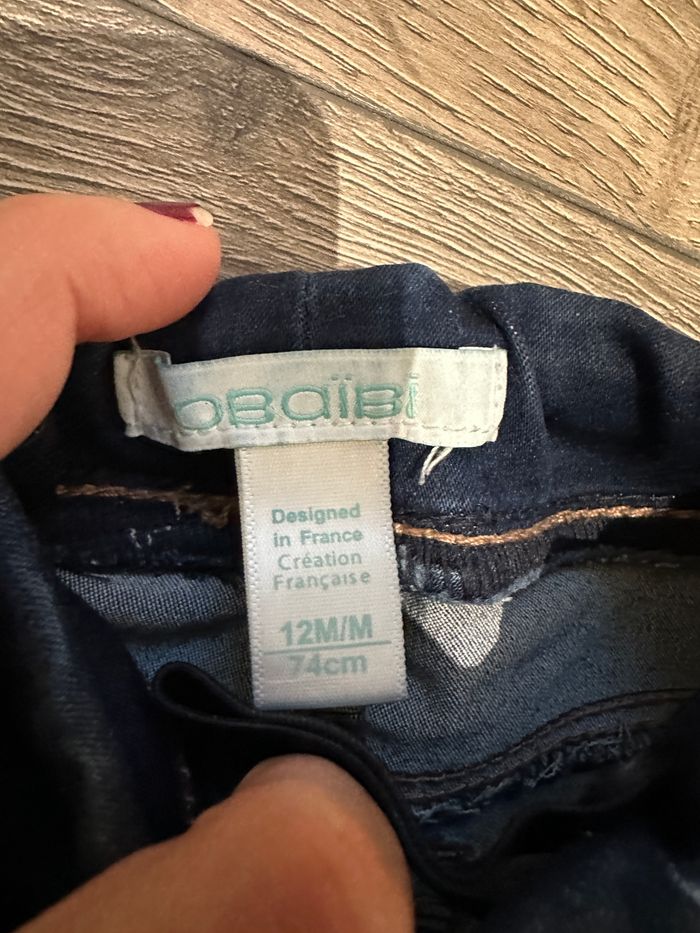 OBAÏBI
Designed
in France
Création
Française
12M/M
74cm